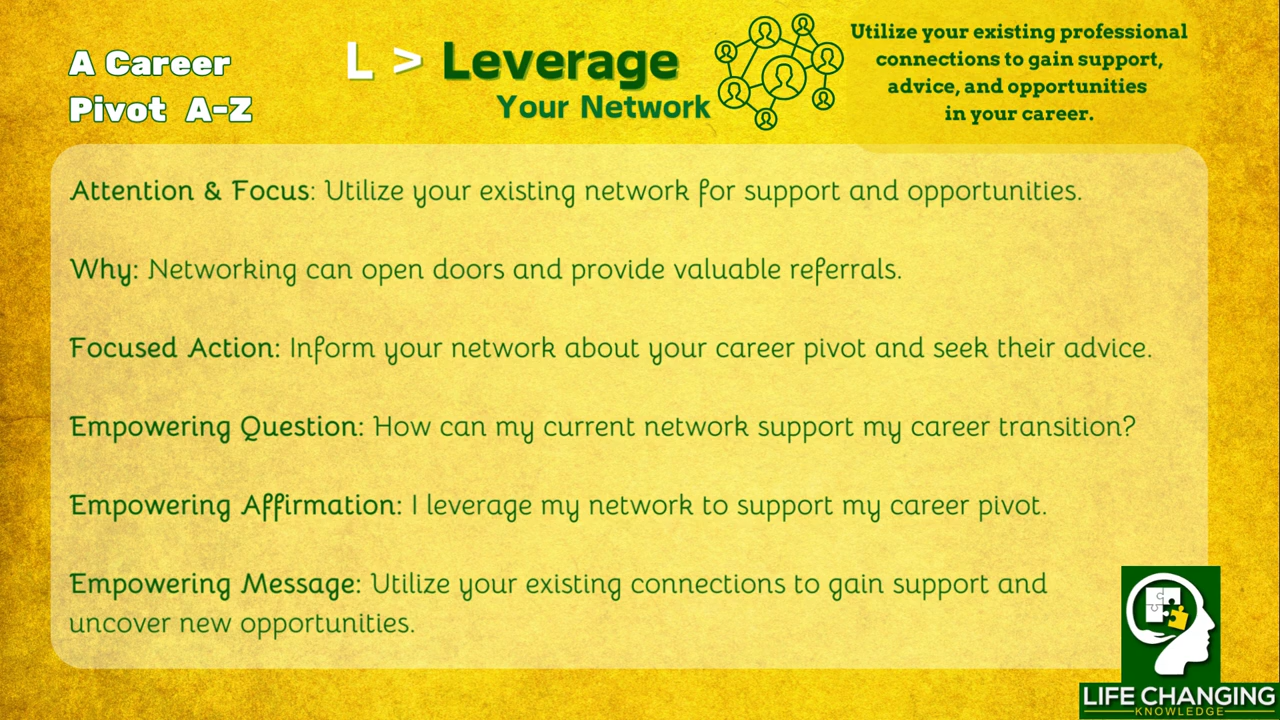 A Career
Pivot A-Z
L > Leverage
Your Network
Utilize your existing professional
connections to gain support,
advice, and opportunities
in your career.
Attention & Focus: Utilize your existing network for support and opportunities.
Why: Networking can open doors and provide valuable referrals.
Focused Action: Inform your network about your career pivot and seek their advice.
Empowering Question: How can my current network support my career transition?
Empowering Affirmation: I leverage my network to support my career pivot.
Empowering Message: Utilize your existing connections to gain support and
uncover new opportunities.
LIFE CHANGING
KNOWLEDGE